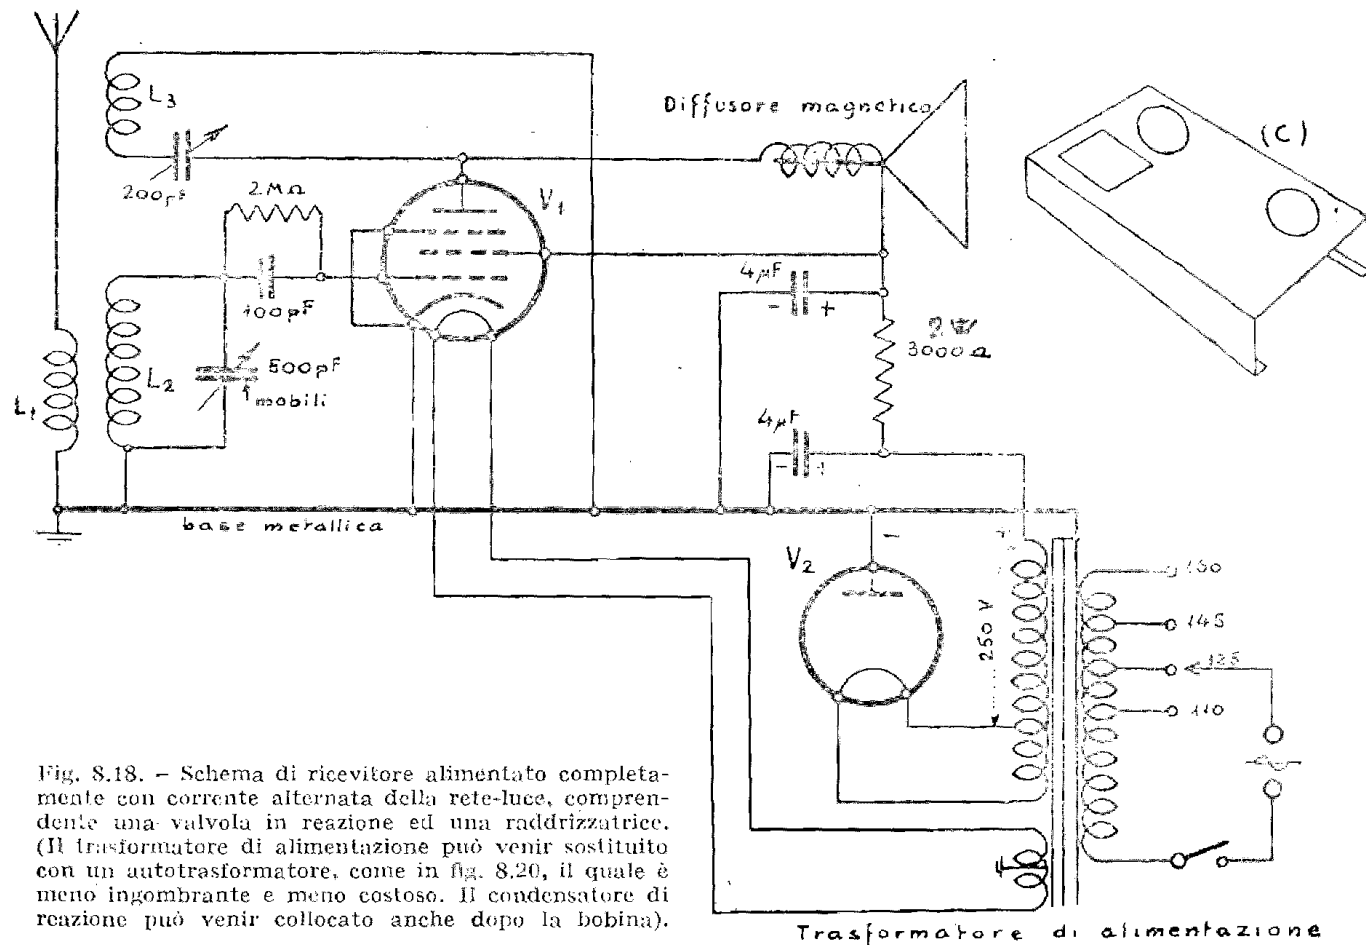 L3
Diffusore magnetico
(C)
200pF
2MΩ
V1
4µF
- +
100pF
3000Ω
L2
500pF
mobili
L1
4µF
- +
base metallica
-
+
V2
160
145
250 V
125
110
Fig. 8.18. - Schema di ricevitore alimentato completa-
mente con corrente alternata della rete-luce, compren-
dente una valvola in reazione ed una raddrizzatrice.
(Il trasformatore di alimentazione può venir sostituito
con un autotrasformatore, come in fig. 8.20, il quale è
meno ingombrante e meno costoso. Il condensatore di
reazione può venir collocato anche dopo la bobina).
Trasformatore di alimentazione